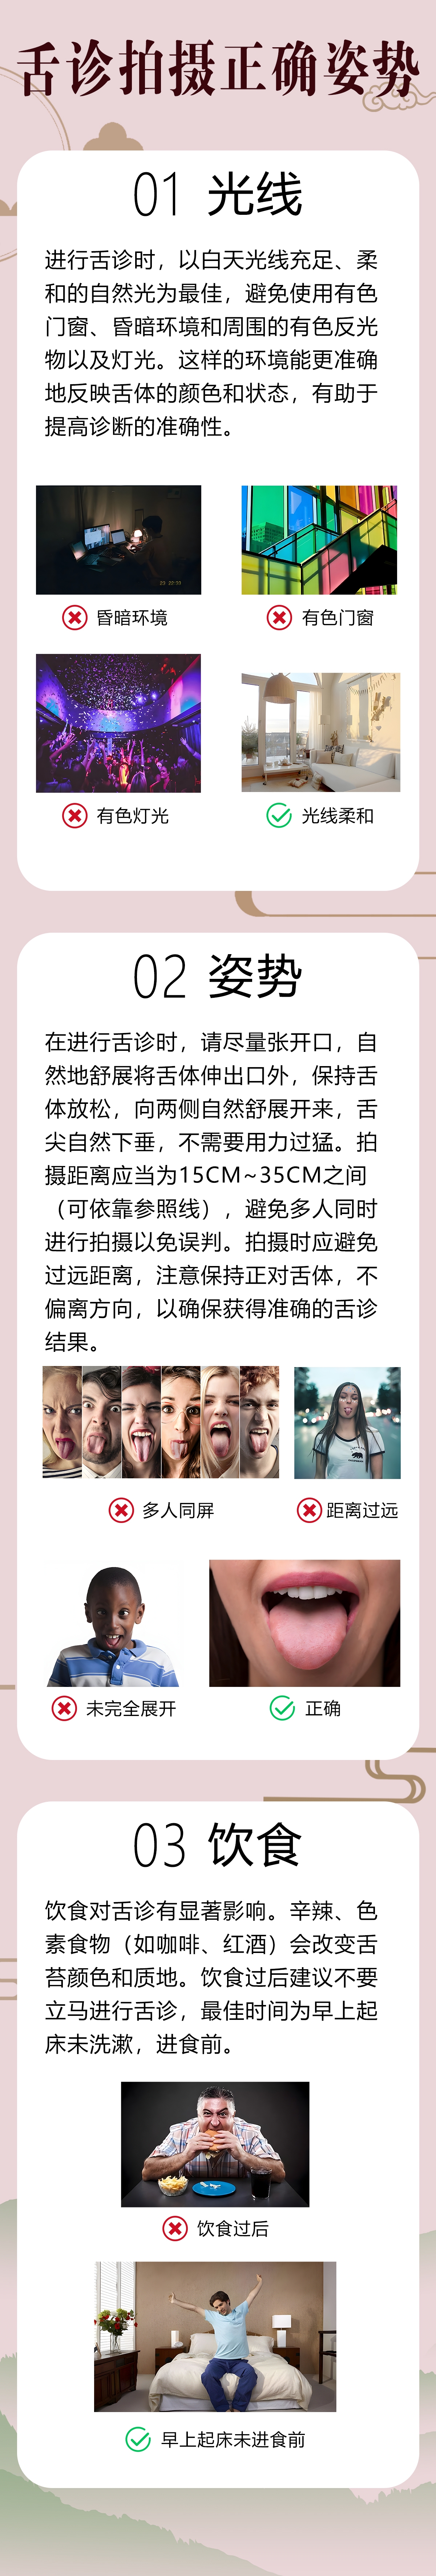 舌诊拍摄正确姿势
01 光线
进行舌诊时，以白天光线充足、柔
和的自然光为最佳，避免使用有色
门窗、昏暗环境和周围的有色反光
物以及灯光。这样的环境能更准确
地反映舌体的颜色和状态，有助于
提高诊断的准确性。
昏暗环境
有色门窗
有色灯光
光线柔和
02 姿势
在进行舌诊时，请尽量张开口，自
然地舒展将舌体伸出口外，保持舌
体放松，向两侧自然舒展开来，舌
尖自然下垂，不需要用力过猛。拍
摄距离应当为15CM~35CM之间
（可依靠参照线），避免多人同时
进行拍摄以免误判。拍摄时应避免
过远距离，注意保持正对舌体，不
偏离方向，以确保获得准确的舌诊
结果。
多人同屏
距离过远
未完全展开
正确
03 饮食
饮食对舌诊有显著影响。辛辣、色
素食物（如咖啡、红酒）会改变舌
苔颜色和质地。饮食过后建议不要
立马进行舌诊，最佳时间为早上起
床未洗漱，进食前。
饮食过后
早上起床未进食前